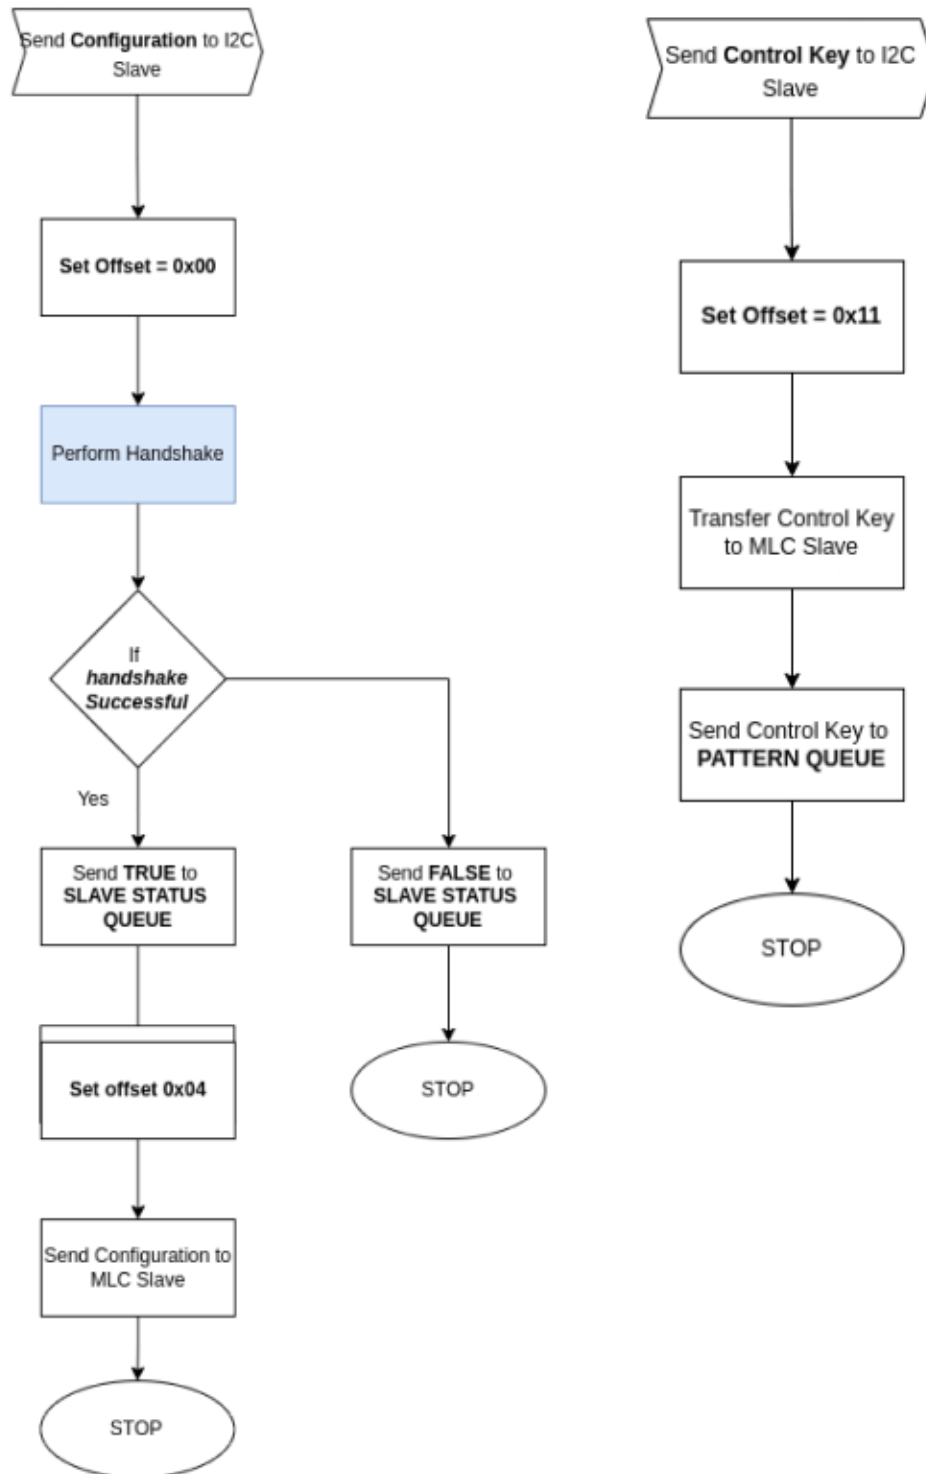 Send Configuration to I2C
Slave
Set Offset = 0x00
Perform Handshake
If
handshake
Successful
Yes
Send TRUE to
SLAVE STATUS
QUEUE
Send FALSE to
SLAVE STATUS
QUEUE
Set offset 0x04
STOP
Send Configuration to
MLC Slave
STOP
Send Control Key to I2C
Slave
Set Offset = 0x11
Transfer Control Key
to MLC Slave
Send Control Key to
PATTERN QUEUE
STOP